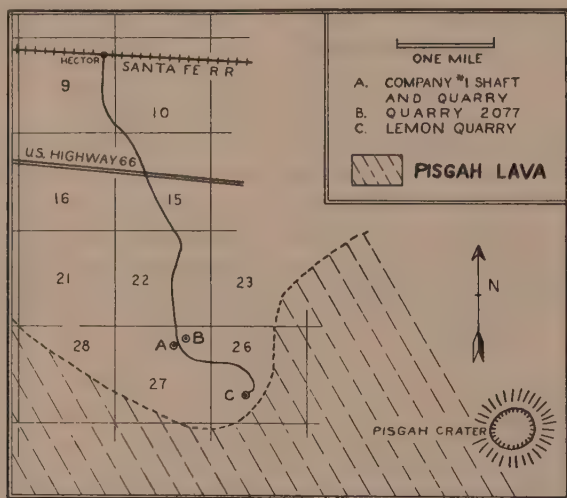 HECTOR
SANTA FE R R
9
10
U.S. HIGHWAY 66
16
15
21
22
23
28
A
B
26
27
C
ONE MILE
A. COMPANY #1 SHAFT
AND QUARRY
B. QUARRY 2077
C. LEMON QUARRY
PISGAH LAVA
N
PISGAH CRATER